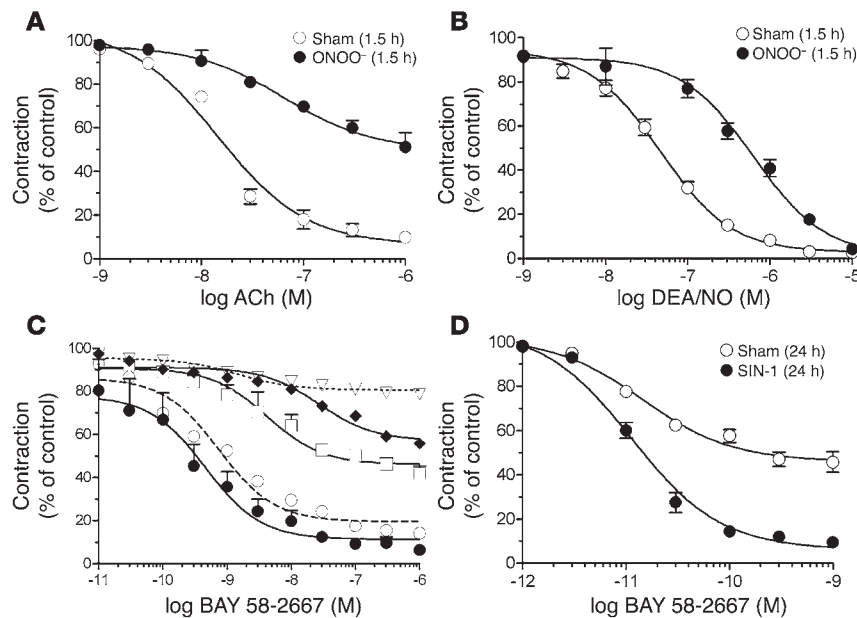 A
Sham (1.5 h)
ONOO⁻ (1.5 h)
Contraction
(% of control)
100
80
60
40
20
0
-9
-8
-7
-6
log ACh (M)
B
Sham (1.5 h)
ONOO⁻ (1.5 h)
Contraction
(% of control)
100
80
60
40
20
0
-9
-8
-7
-6
-5
log DEA/NO (M)
C
Contraction
(% of control)
100
80
60
40
20
0
-11
-10
-9
-8
-7
-6
log BAY 58-2667 (M)
D
Sham (24 h)
SIN-1 (24 h)
Contraction
(% of control)
100
80
60
40
20
0
-12
-11
-10
-9
log BAY 58-2667 (M)